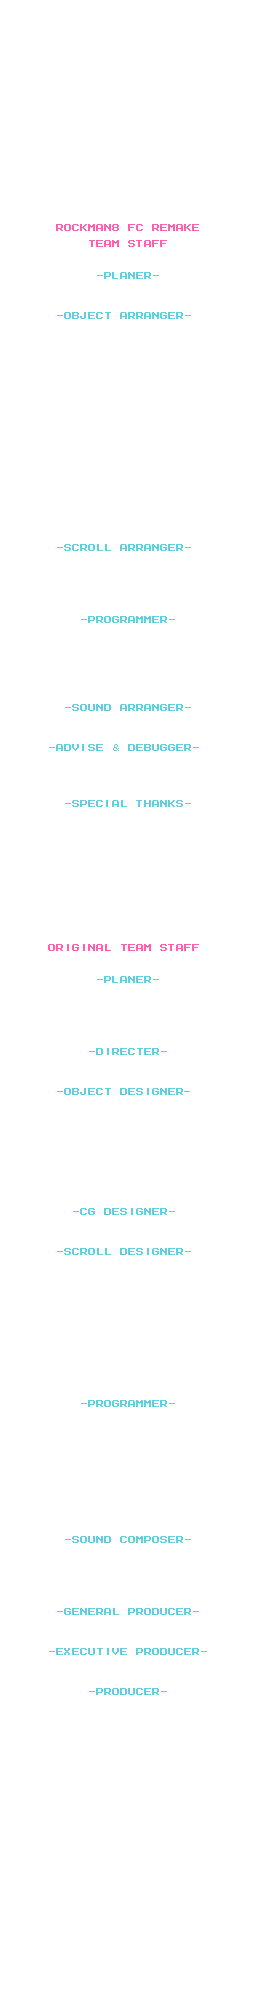 ROCKMAN8 FC REMAKE
TEAM STAFF
-PLANER-
-OBJECT ARRANGER-
-SCROLL ARRANGER-
-PROGRAMMER-
-SOUND ARRANGER-
-ADVISE & DEBUGGER-
-SPECIAL THANKS-
ORIGINAL TEAM STAFF
-PLANER-
-DIRECTER-
-OBJECT DESIGNER-
-CG DESIGNER-
-SCROLL DESIGNER-
-PROGRAMMER-
-SOUND COMPOSER-
-GENERAL PRODUCER-
-EXECUTIVE PRODUCER-
-PRODUCER-